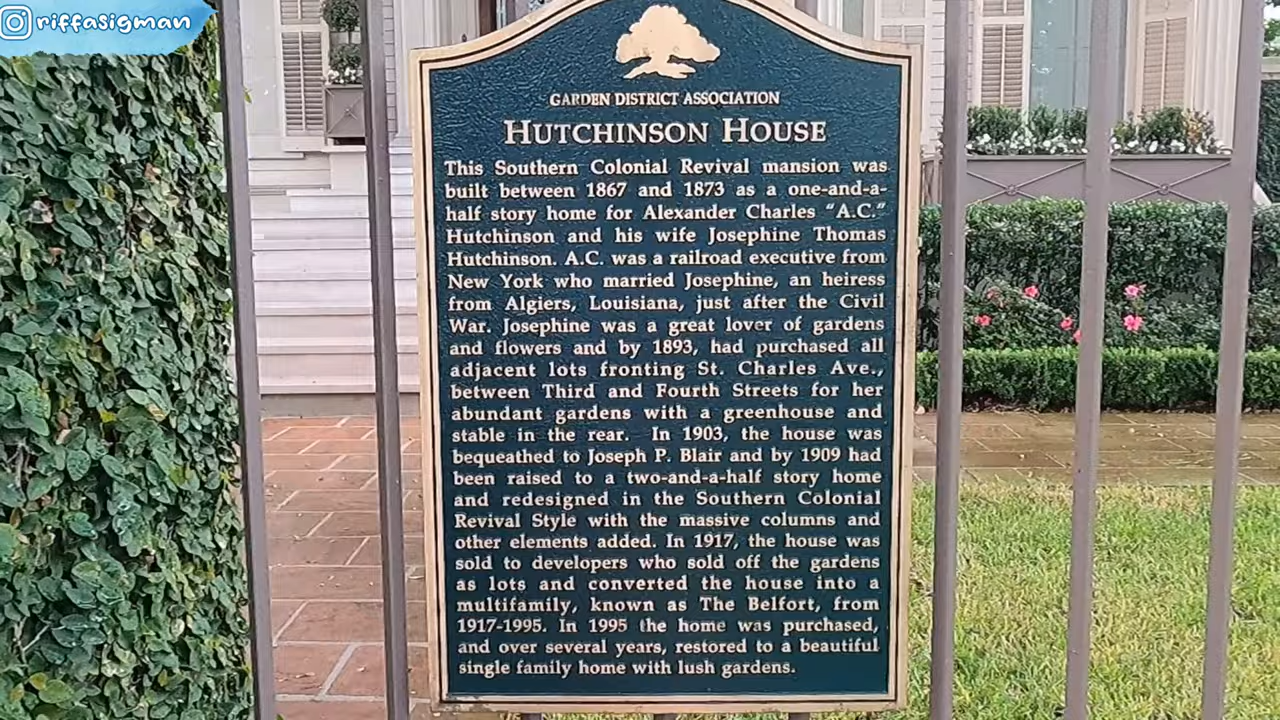 riffasigman
GARDEN DISTRICT ASSOCIATION
HUTCHINSON HOUSE
This Southern Colonial Revival mansion was
built between 1867 and 1873 as a one-and-a-
half story home for Alexander Charles "A.C."
Hutchinson and his wife Josephine Thomas
Hutchinson. A.C. was a railroad executive from
New York who married Josephine, an heiress
from Algiers, Louisiana, just after the Civil
War. Josephine was a great lover of gardens
and flowers and by 1893, had purchased all
adjacent lots fronting St. Charles Ave.,
between Third and Fourth Streets for her
abundant gardens with a greenhouse and
stable in the rear. In 1903, the house was
bequeathed to Joseph P. Blair and by 1909 had
been raised to a two-and-a-half story home
and redesigned in the Southern Colonial
Revival Style with the massive columns and
other elements added. In 1917, the house was
sold to developers who sold off the gardens
as lots and converted the house into a
multifamily, known as The Belfort, from
1917-1995. In 1995 the home was purchased,
and over several years, restored to a beautiful
single family home with lush gardens.